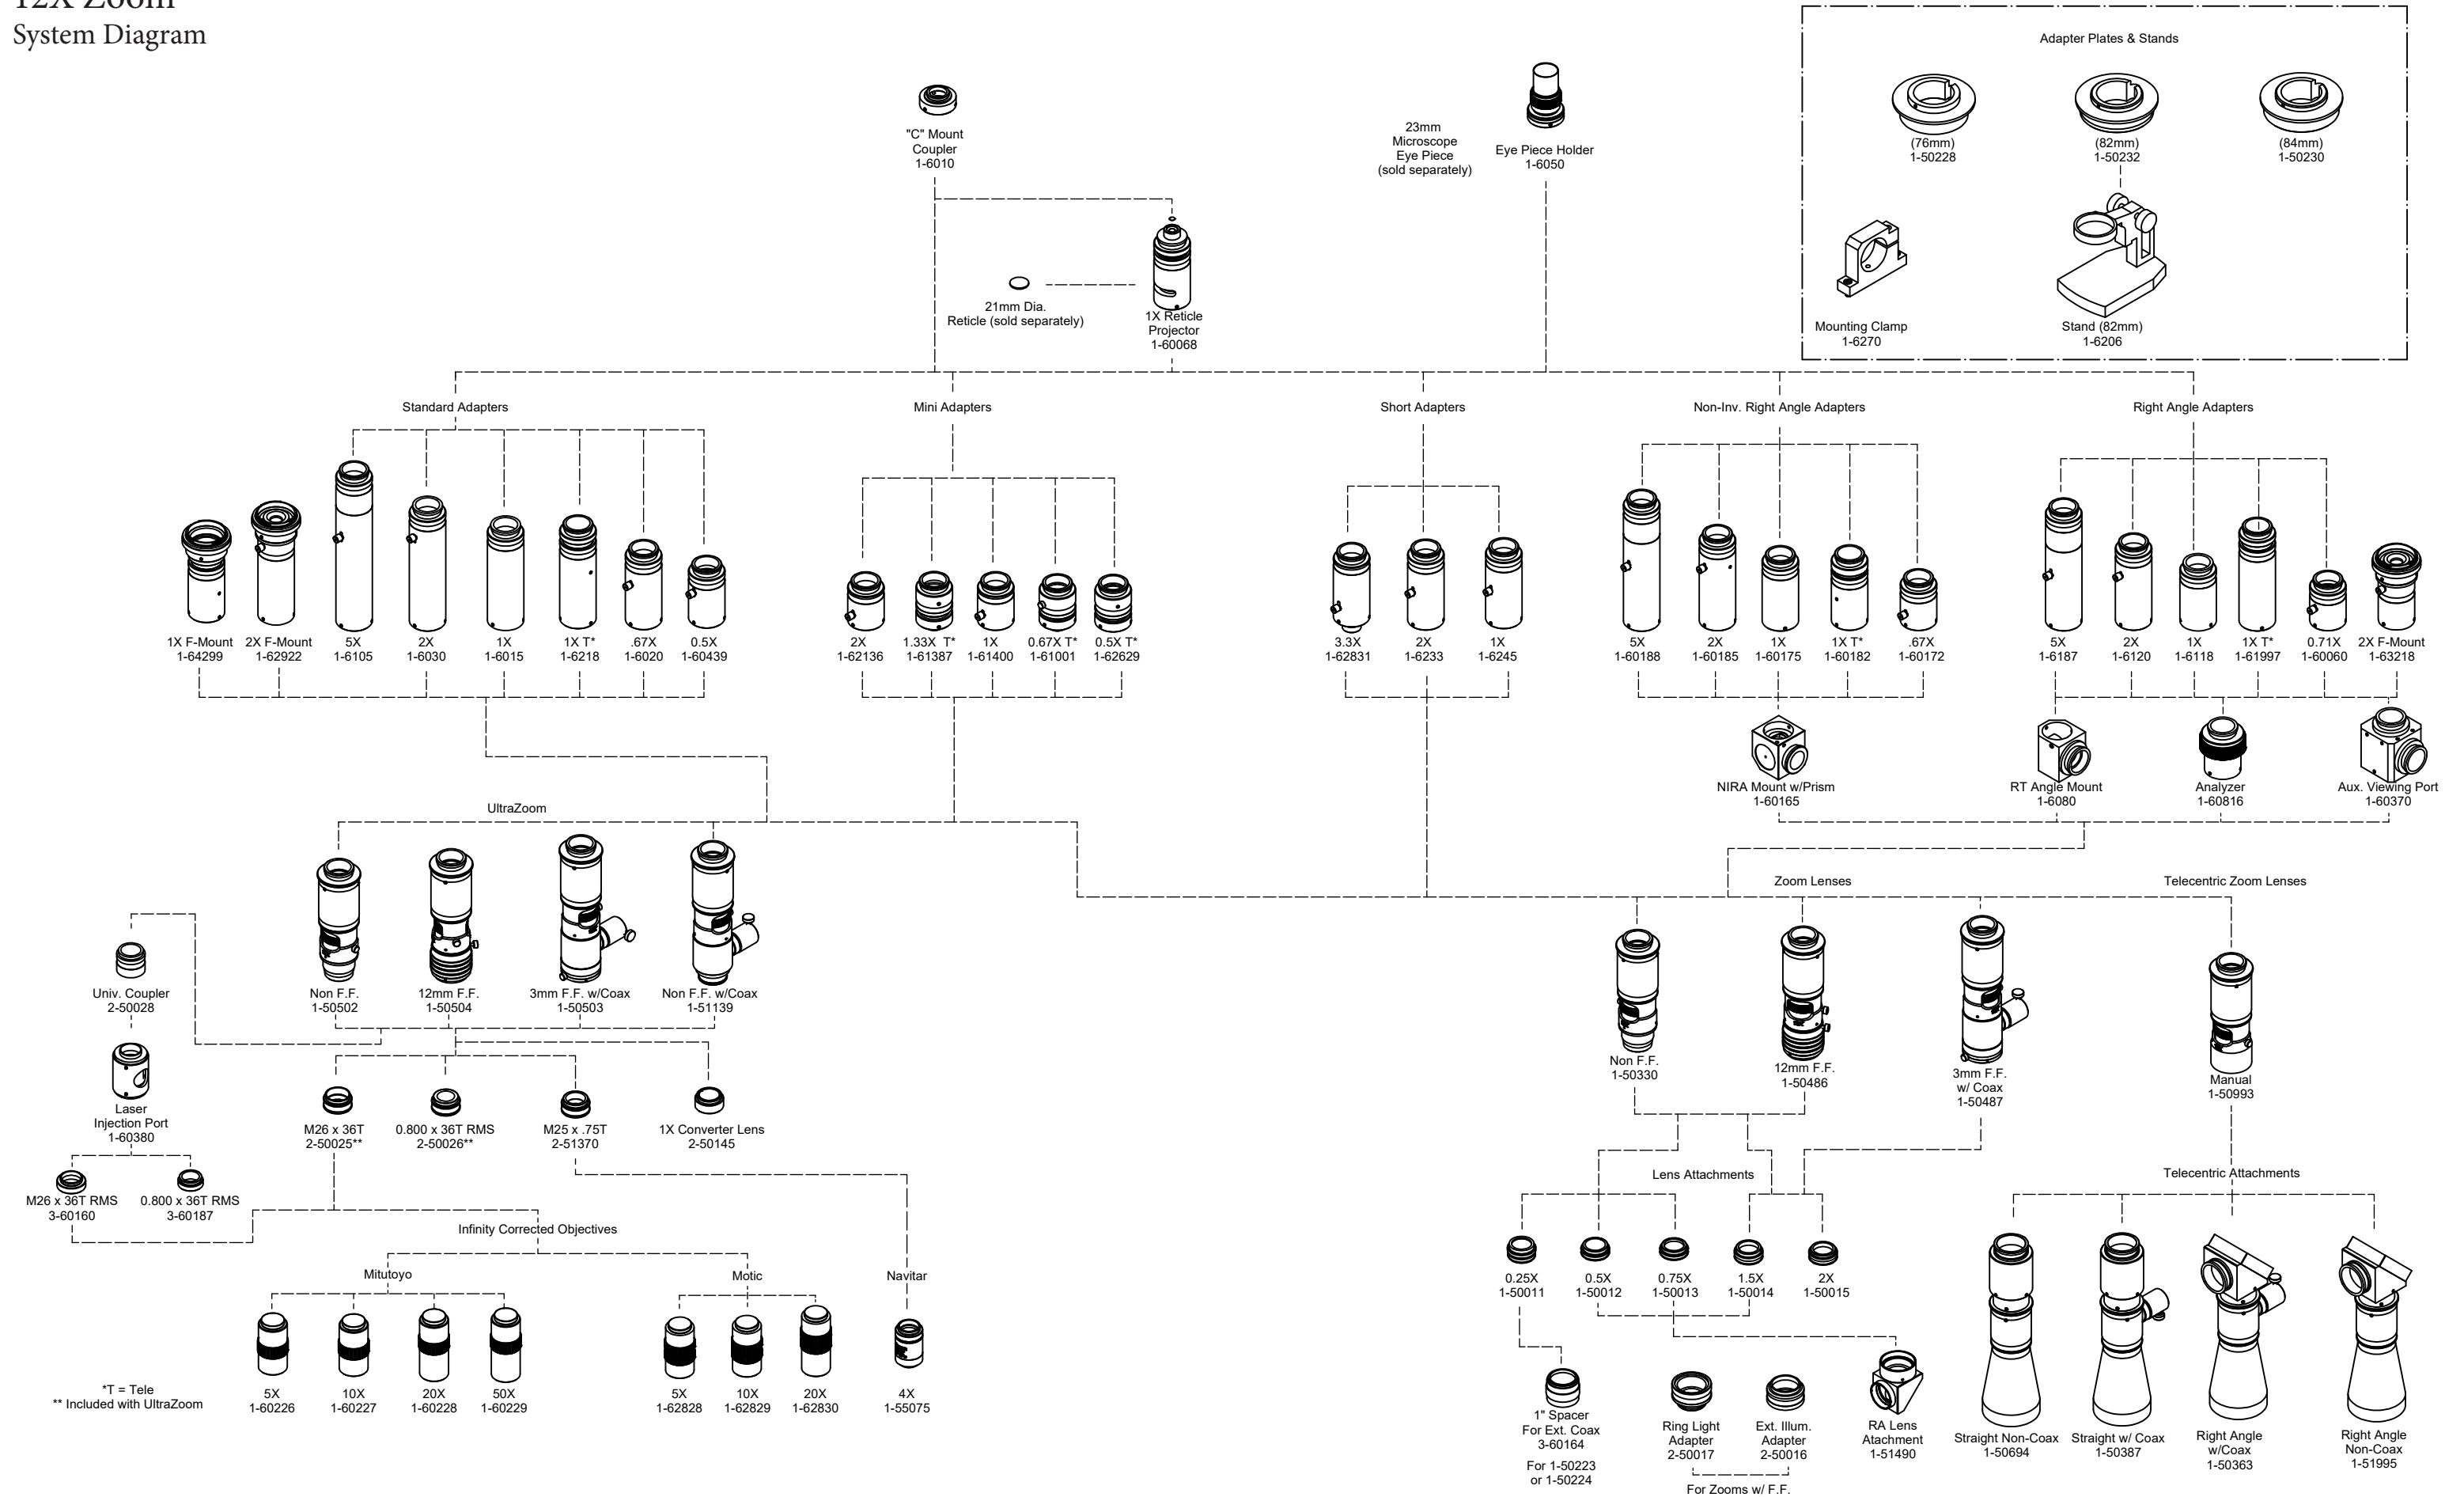 12X Zoom
System Diagram
Adapter Plates & Stands
(76mm)
1-50228
(82mm)
1-50232
(84mm)
1-50230
Mounting Clamp
1-6270
Stand (82mm)
1-6206
"C" Mount
Coupler
1-6010
23mm
Microscope
Eye Piece
(sold separately)
Eye Piece Holder
1-6050
21mm Dia.
Reticle (sold separately)
1X Reticle
Projector
1-60068
Standard Adapters
Mini Adapters
Short Adapters
Non-Inv. Right Angle Adapters
Right Angle Adapters
1X F-Mount
1-64299
2X F-Mount
1-62922
5X
1-6105
2X
1-6030
1X
1-6015
1X T*
1-6218
.67X
1-6020
0.5X
1-60439
2X
1-62136
1.33X T*
1-61387
1X
1-61400
0.67X T*
1-61001
0.5X T*
1-62629
3.3X
1-62831
2X
1-6233
1X
1-6245
5X
1-60188
2X
1-60185
1X
1-60175
1X T*
1-60182
.67X
1-60172
5X
1-6187
2X
1-6120
1X
1-6118
1X T*
1-61997
0.71X
1-60060
2X F-Mount
1-63218
NIRA Mount w/Prism
1-60165
RT Angle Mount
1-6080
Analyzer
1-60816
Aux. Viewing Port
1-60370
UltraZoom
Zoom Lenses
Telecentric Zoom Lenses
Univ. Coupler
2-50028
Non F.F.
1-50502
12mm F.F.
1-50504
3mm F.F. w/Coax
1-50503
Non F.F. w/Coax
1-51139
Non F.F.
1-50330
12mm F.F.
1-50486
3mm F.F.
w/ Coax
1-50487
Manual
1-50993
Laser
Injection Port
1-60380
M26 x 36T
2-50025**
0.800 x 36T RMS
2-50026**
M25 x .75T
2-51370
1X Converter Lens
2-50145
M26 x 36T RMS
3-60160
0.800 x 36T RMS
3-60187
Lens Attachments
Telecentric Attachments
Infinity Corrected Objectives
Mitutoyo
Motic
Navitar
0.25X
1-50011
0.5X
1-50012
0.75X
1-50013
1.5X
1-50014
2X
1-50015
5X
1-60226
10X
1-60227
20X
1-60228
50X
1-60229
5X
1-62828
10X
1-62829
20X
1-62830
4X
1-55075
*T = Tele
** Included with UltraZoom
1" Spacer
For Ext. Coax
3-60164
For 1-50223
or 1-50224
Ring Light
Adapter
2-50017
Ext. Illum.
Adapter
2-50016
For Zooms w/ F.F.
RA Lens
Atachment
1-51490
Straight Non-Coax
1-50694
Straight w/ Coax
1-50387
Right Angle
w/Coax
1-50363
Right Angle
Non-Coax
1-51995